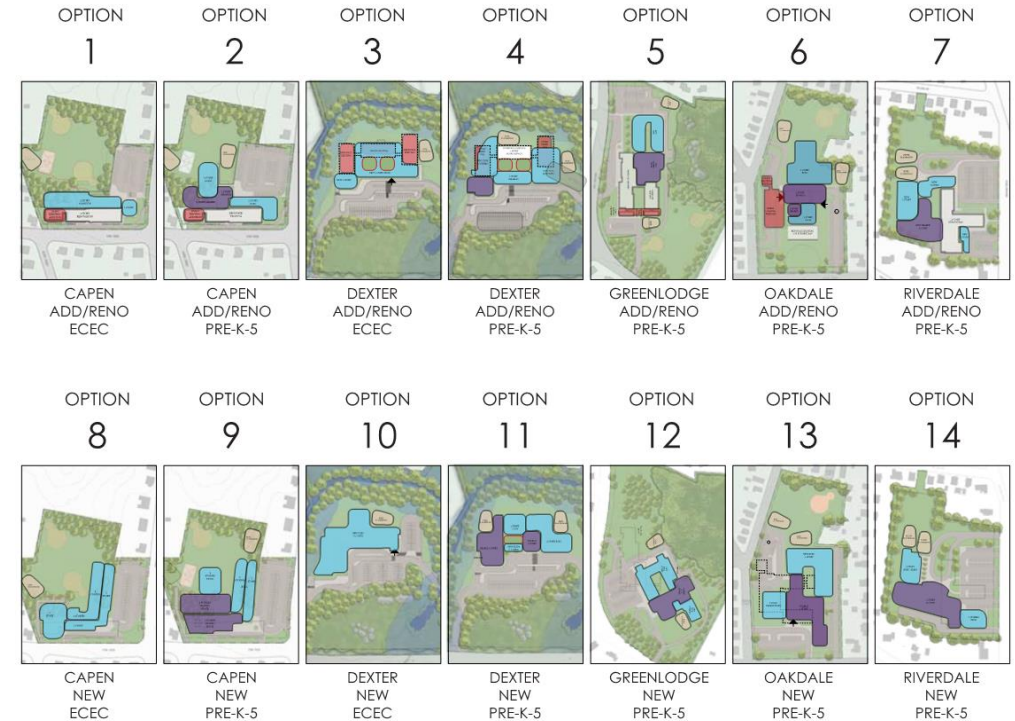 OPTION
1
OPTION
2
OPTION
3
OPTION
4
OPTION
5
OPTION
6
OPTION
7
CAPEN
ADD/RENO
ECEC
CAPEN
ADD/RENO
PRE-K-5
DEXTER
ADD/RENO
ECEC
DEXTER
ADD/RENO
PRE-K-5
GREENLODGE
ADD/RENO
PRE-K-5
OAKDALE
ADD/RENO
PRE-K-5
RIVERDALE
ADD/RENO
PRE-K-5
OPTION
8
OPTION
9
OPTION
10
OPTION
11
OPTION
12
OPTION
13
OPTION
14
CAPEN
NEW
ECEC
CAPEN
NEW
PRE-K-5
DEXTER
NEW
ECEC
DEXTER
NEW
PRE-K-5
GREENLODGE
NEW
PRE-K-5
OAKDALE
NEW
PRE-K-5
RIVERDALE
NEW
PRE-K-5